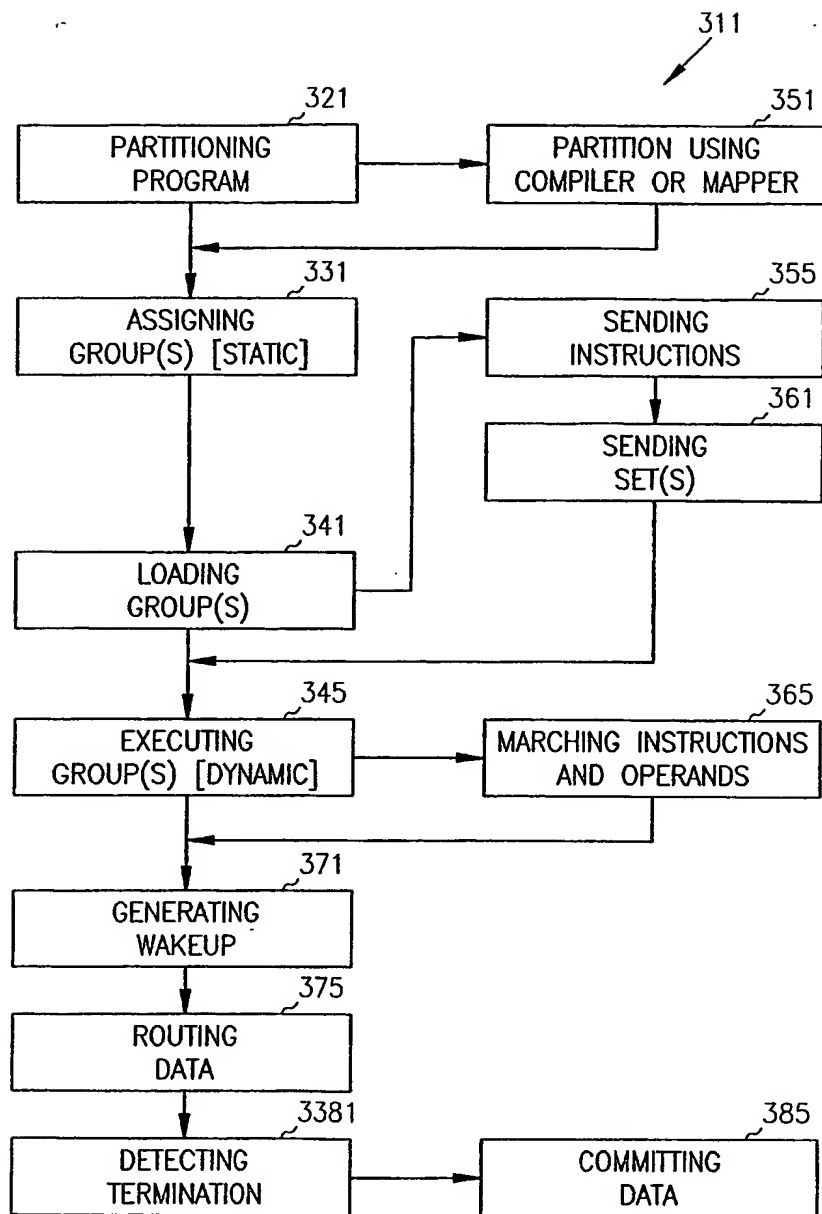 311
321
PARTITIONING
PROGRAM
351
PARTITION USING
COMPILER OR MAPPER
331
ASSIGNING
GROUP(S) [STATIC]
355
SENDING
INSTRUCTIONS
361
SENDING
SET(S)
341
LOADING
GROUP(S)
345
EXECUTING
GROUP(S) [DYNAMIC]
365
MARCHING INSTRUCTIONS
AND OPERANDS
371
GENERATING
WAKEUP
375
ROUTING
DATA
3381
DETECTING
TERMINATION
385
COMMITTING
DATA